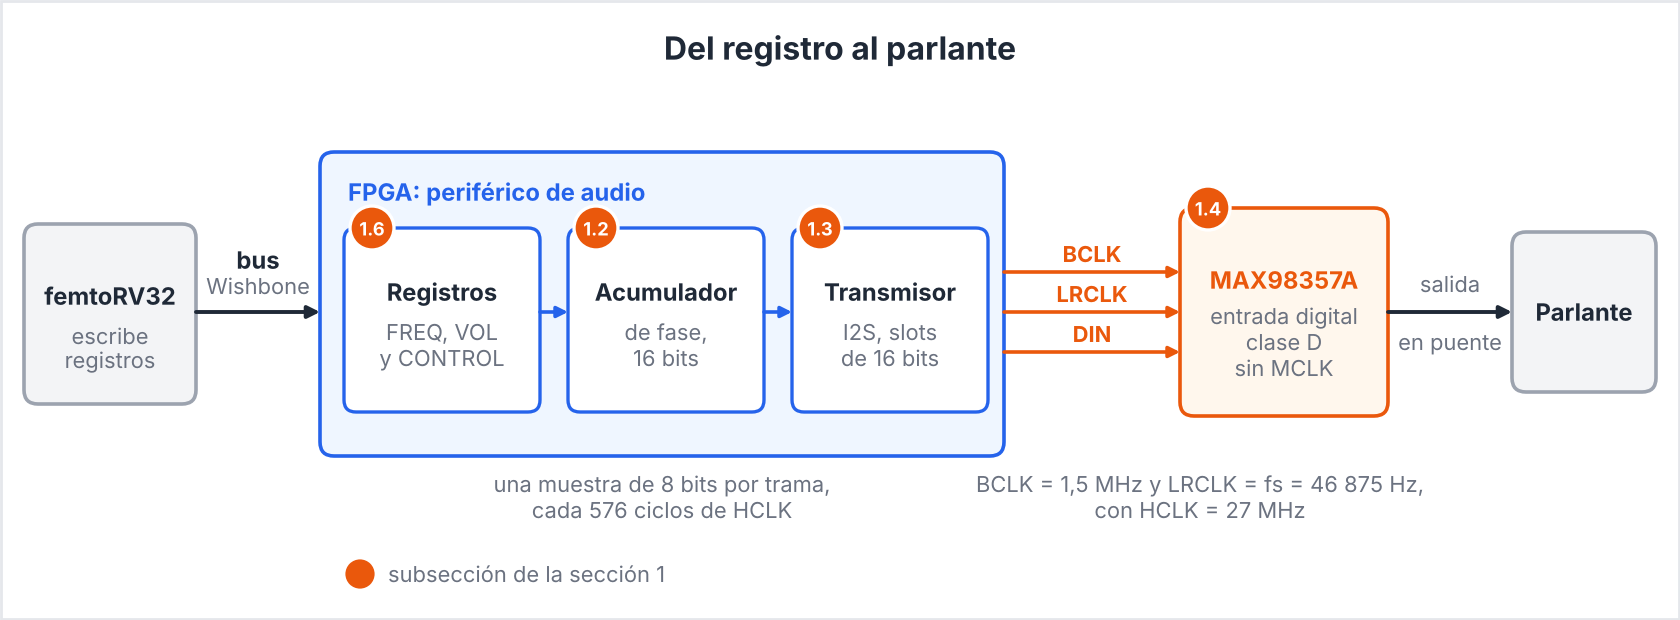 Del registro al parlante
femtoRV32
escribe
registros
bus
Wishbone
FPGA: periférico de audio
1.6
Registros
FREQ, VOL
y CONTROL
1.2
Acumulador
de fase,
16 bits
1.3
Transmisor
I2S, slots
de 16 bits
BCLK
LRCLK
DIN
1.4
MAX98357A
entrada digital
clase D
sin MCLK
salida
en puente
Parlante
una muestra de 8 bits por trama,
cada 576 ciclos de HCLK
BCLK = 1,5 MHz y LRCLK = fs = 46 875 Hz,
con HCLK = 27 MHz
subsección de la sección 1